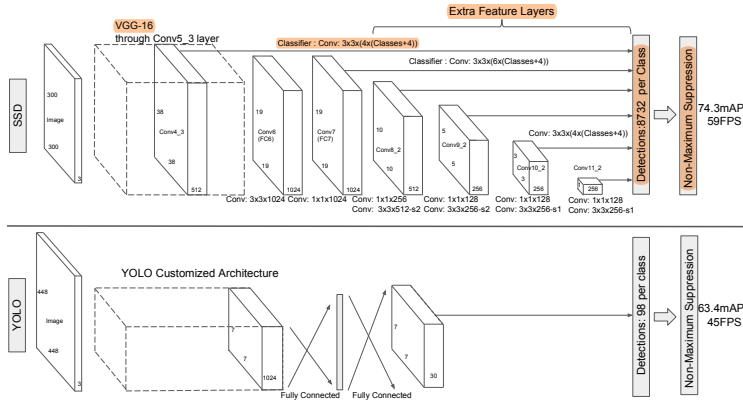 Extra Feature Layers
VGG-16
through Conv5_3 layer
Classifier : Conv: 3x3x(4x(Classes+4))
Classifier : Conv: 3x3x(6x(Classes+4))
SSD
300
Image
300
3
38
Conv4_3
38
512
19
Conv6
(FC6)
19
1024
19
Conv7
(FC7)
19
1024
10
Conv8_2
10
512
5
Conv9_2
5
256
Conv: 3x3x(4x(Classes+4))
3
Conv10_2
3
256
Conv11_2
1
256
Detections:8732 per Class
Non-Maximum Suppression
74.3mAP
59FPS
Conv: 3x3x1024
Conv: 1x1x1024
Conv: 1x1x256
Conv: 3x3x512-s2
Conv: 1x1x128
Conv: 3x3x256-s2
Conv: 1x1x128
Conv: 3x3x256-s1
Conv: 1x1x128
Conv: 3x3x256-s1
YOLO
448
Image
448
3
YOLO Customized Architecture
7
7
1024
Fully Connected
Fully Connected
7
7
30
Detections: 98 per class
Non-Maximum Suppression
63.4mAP
45FPS